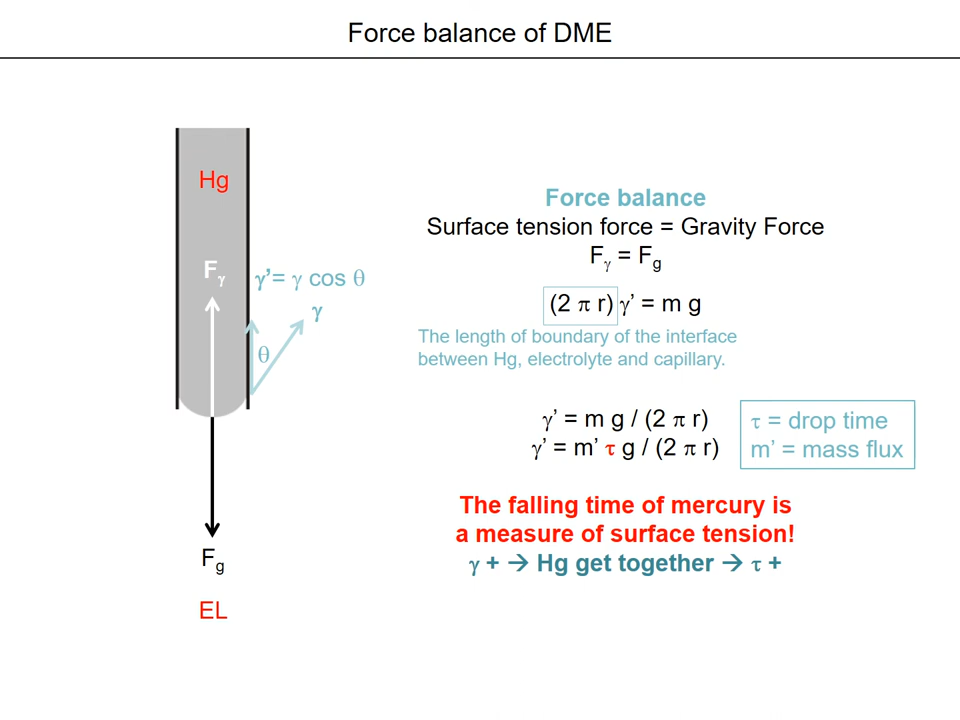 Force balance of DME
Hg
Fγ
γ’= γ cos θ
γ
θ
Fg
EL
Force balance
Surface tension force = Gravity Force
Fγ = Fg
(2 π r) γ’ = m g
The length of boundary of the interface
between Hg, electrolyte and capillary.
γ’ = m g / (2 π r)
γ’ = m’ τ g / (2 π r)
τ = drop time
m’ = mass flux
The falling time of mercury is
a measure of surface tension!
γ + → Hg get together → τ +